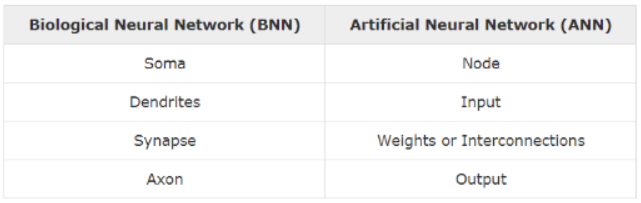 Biological Neural Network (BNN) Artificial Neural Network (ANN)
Soma Node
Dendrites Input
Synapse Weights or Interconnections
Axon Output